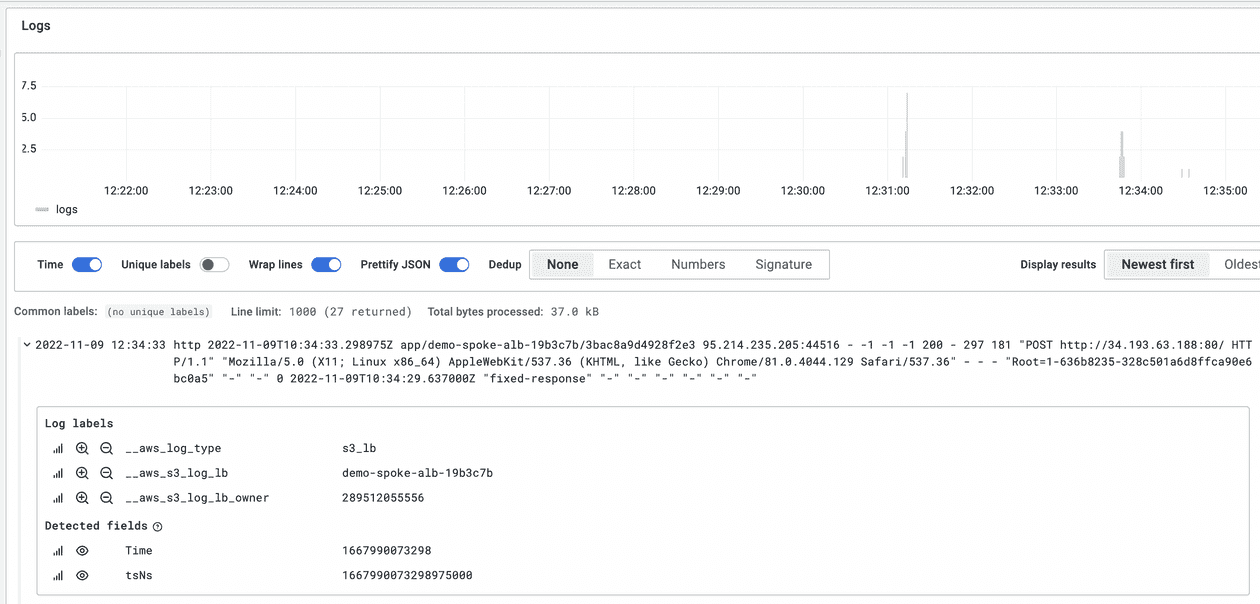 Logs
7.5
5.0
2.5
12:22:00 12:23:00 12:24:00 12:25:00 12:26:00 12:27:00 12:28:00 12:29:00 12:30:00 12:31:00 12:32:00 12:33:00 12:34:00 12:35:00
logs
Time Unique labels Wrap lines Prettify JSON Dedup None Exact Numbers Signature Display results Newest first Oldest
Common labels: (no unique labels) Line limit: 1000 (27 returned) Total bytes processed: 37.0 kB
2022-11-09 12:34:33 http 2022-11-09T10:34:33.298975Z app/demo-spoke-alb-19b3c7b/3bac8a9d4928f2e3 95.214.235.205:44516 - -1 -1 -1 200 - 297 181 "POST http://34.193.63.188:80/ HTT
P/1.1" "Mozilla/5.0 (X11; Linux x86_64) AppleWebKit/537.36 (KHTML, like Gecko) Chrome/81.0.4044.129 Safari/537.36" - - - "Root=1-636b8235-328c501a6d8ffca90e6
bc0a5" "-" "-" 0 2022-11-09T10:34:29.637000Z "fixed-response" "-" "-" "-" "-" "-" "-"
Log labels
__aws_log_type s3_lb
__aws_s3_log_lb demo-spoke-alb-19b3c7b
__aws_s3_log_lb_owner 289512055556
Detected fields
Time 1667990073298
tsNs 1667990073298975000